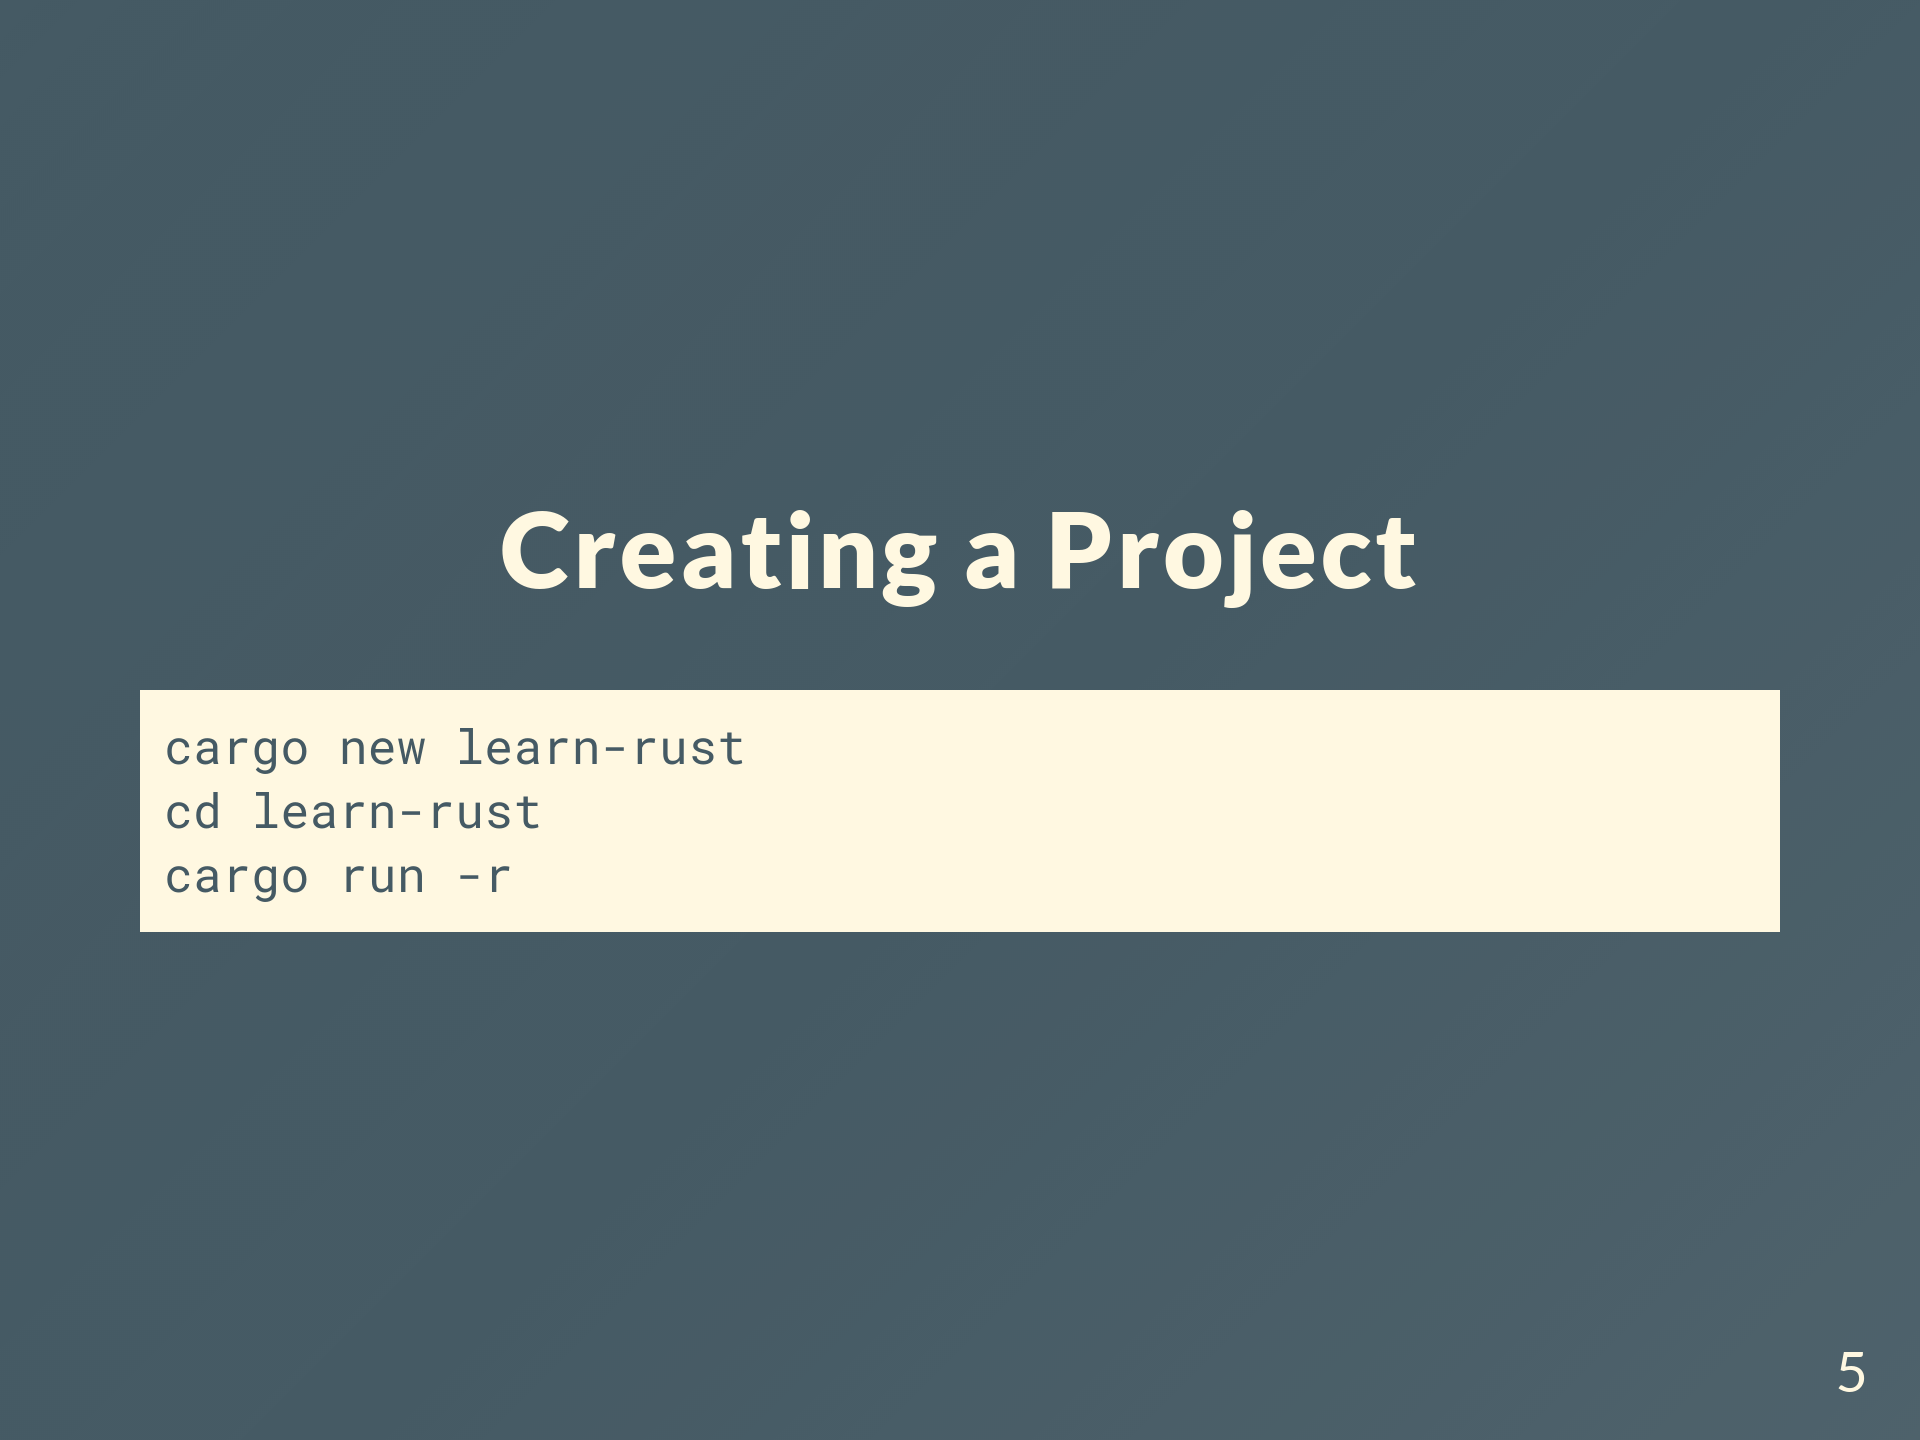 Creating a Project
cargo new learn-rust
cd learn-rust
cargo run -r
5